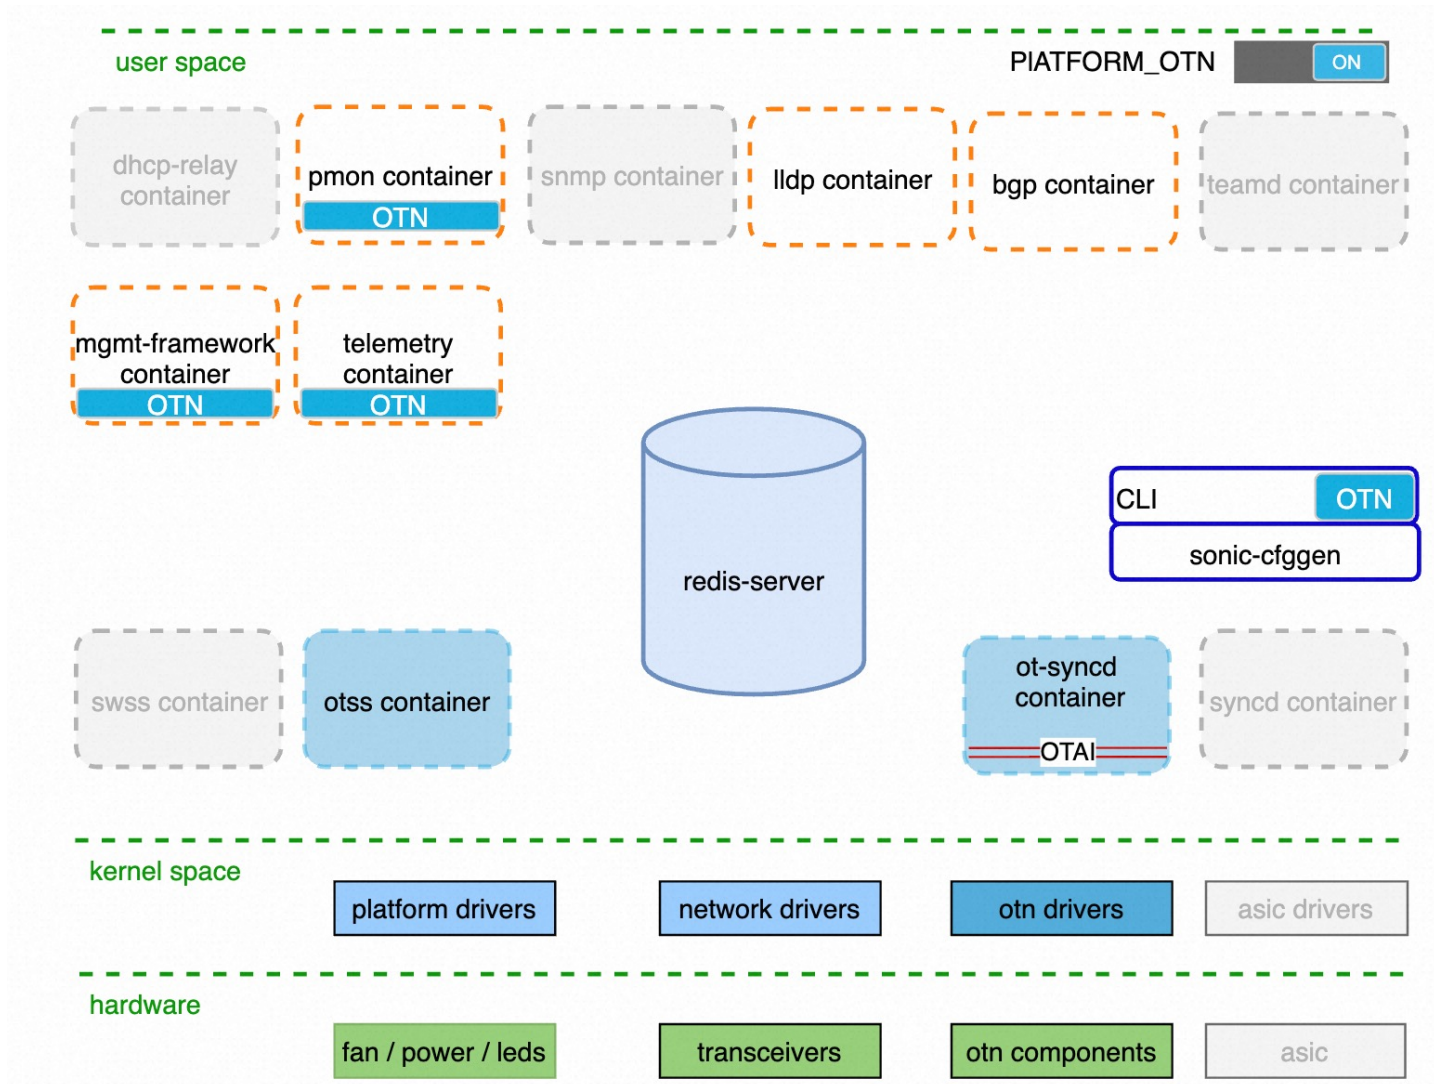 user space
PIATFORM_OTN
ON
dhcp-relay
container
pmon container
OTN
snmp container
lldp container
bgp container
teamd container
mgmt-framework
container
OTN
telemetry
container
OTN
redis-server
CLI
OTN
sonic-cfggen
swss container
otss container
ot-syncd
container
OTAI
syncd container
kernel space
platform drivers
network drivers
otn drivers
asic drivers
hardware
fan / power / leds
transceivers
otn components
asic